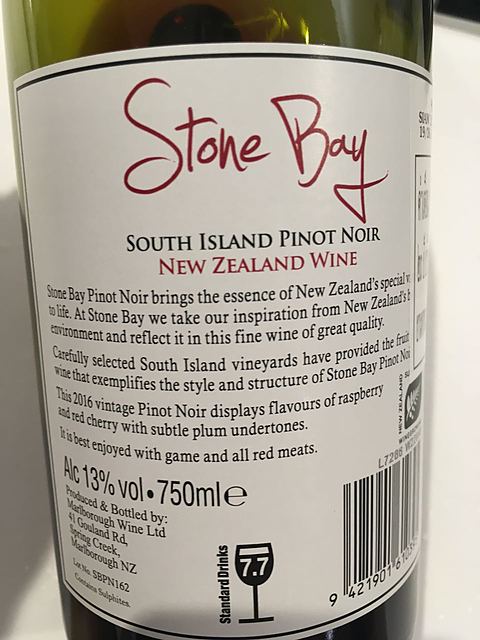 Stone Bay
SOUTH ISLAND PINOT NOIR
NEW ZEALAND WINE
Stone Bay Pinot Noir brings the essence of New Zealand's special
to life. At Stone Bay we take our inspiration from New Zealand's
environment and reflect it in this fine wine of great quality.
Carefully selected South Island vineyards have provided the fruit
wine that exemplifies the style and structure of Stone Bay Pinot
This 2016 vintage Pinot Noir displays flavours of raspberry
and red cherry with subtle plum undertones.
It is best enjoyed with game and all red meats.
Alc 13% vol • 750ml e
Produced & Bottled by:
Marlborough Wine Ltd
41 Gouland Rd,
Spring Creek,
Marlborough NZ
Lot No. SBPN162
Contains Sulphites.
Standard Drinks
7.7
NEW ZEALAND
9 421901